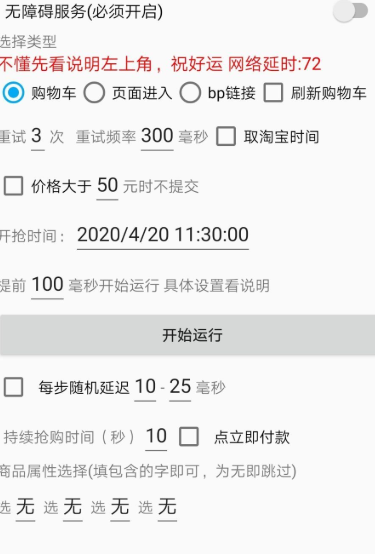 无障碍服务(必须开启)
选择类型
不懂先看说明左上角，祝好运 网络延时:72
购物车 页面进入 bp链接 刷新购物车
重试 3 次 重试频率 300 毫秒 取淘宝时间
价格大于 50 元时不提交
开抢时间： 2020/4/20 11:30:00
提前 100 毫秒开始运行 具体设置看说明
开始运行
每步随机延迟 10 - 25 毫秒
持续抢购时间（秒） 10 点立即付款
商品属性选择(填包含的字即可，为无即跳过)
选 无 选 无 选 无 选 无